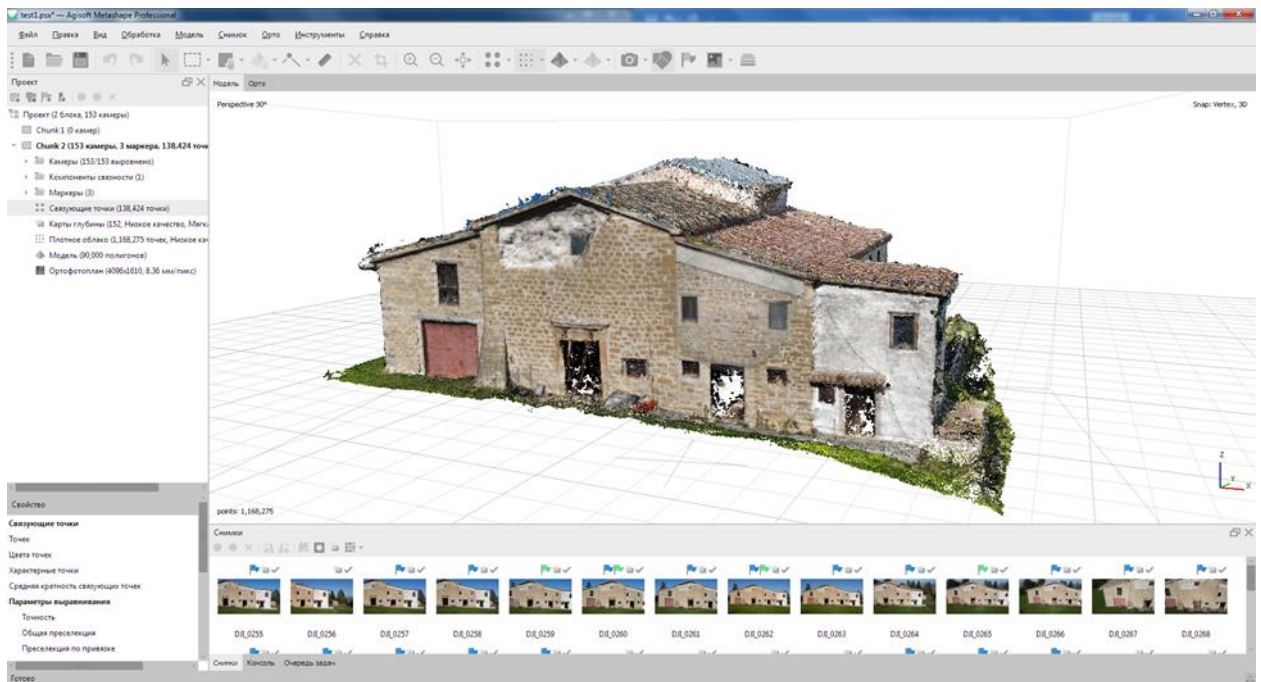 test1.psx* — Agisoft Metashape Professional
Файл Правка Вид Обработка Модель Снимок Орто Инструменты Справка
Проект
Модель Орто
Perspective 30°
Snap: Vertex, 3D
Проект (2 блока, 153 камеры)
Chunk 1 (0 камер)
Chunk 2 (153 камеры, 3 маркера, 138,424 точк
Камеры (153/153 выровнено)
Компоненты связности (1)
Маркеры (3)
Связующие точки (138,424 точки)
Карты глубины (152, Низкое качество, Мягк
Плотное облако (1,168,275 точек, Низкое кач
Модель (90,000 полигонов)
Ортофотоплан (4096x1610, 8.36 мм/пикс)
Z
Y
X
points: 1,168,275
Свойство
Связующие точки
Точек
Цвета точек
Характерные точки
Средняя кратность связующих точек
Параметры выравнивания
Точность
Общая преселекция
Преселекция по привязке
Снимки
DJI_0255 DJI_0256 DJI_0257 DJI_0258 DJI_0259 DJI_0260 DJI_0261 DJI_0262 DJI_0263 DJI_0264 DJI_0265 DJI_0266 DJI_0267 DJI_0268
Снимки Консоль Очередь задач
Готово